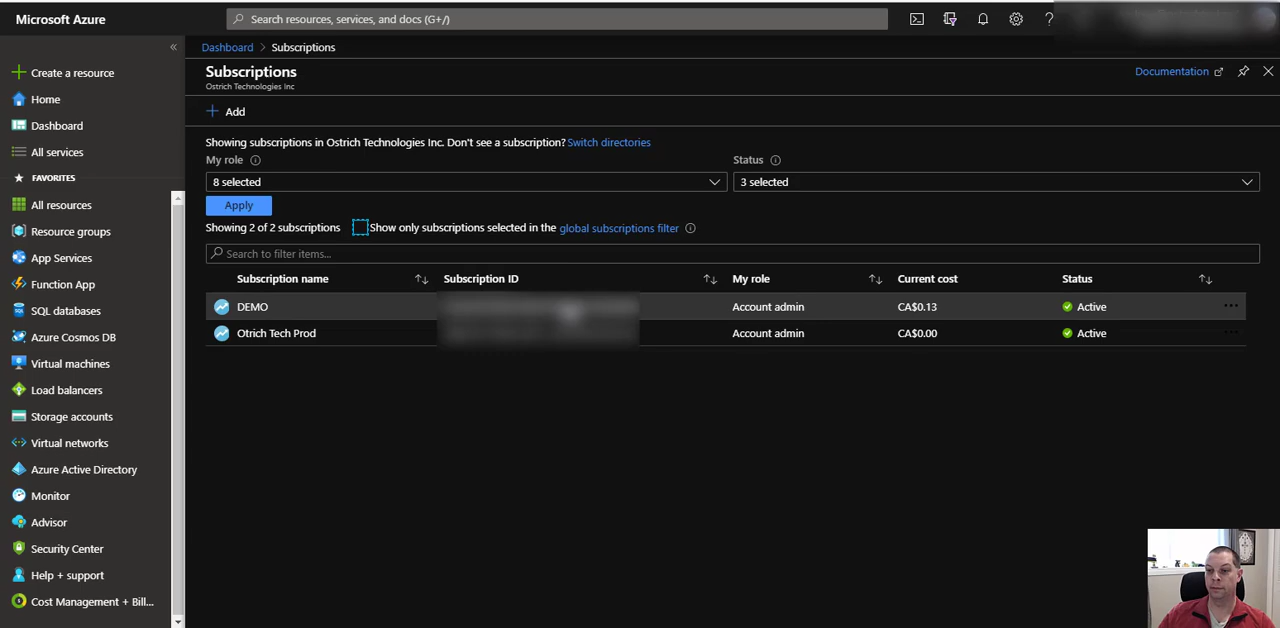 Microsoft Azure
Search resources, services, and docs (G+/)
?
«
Create a resource
Home
Dashboard
All services
FAVORITES
All resources
Resource groups
App Services
Function App
SQL databases
Azure Cosmos DB
Virtual machines
Load balancers
Storage accounts
Virtual networks
Azure Active Directory
Monitor
Advisor
Security Center
Help + support
Cost Management + Bill...
Dashboard > Subscriptions
Subscriptions
Ostrich Technologies Inc
Documentation
Add
Showing subscriptions in Ostrich Technologies Inc. Don't see a subscription? Switch directories
My role
Status
8 selected
3 selected
Apply
Showing 2 of 2 subscriptions Show only subscriptions selected in the global subscriptions filter
Search to filter items...
Subscription name Subscription ID My role Current cost Status
DEMO Account admin CA$0.13 Active ...
Otrich Tech Prod Account admin CA$0.00 Active ...